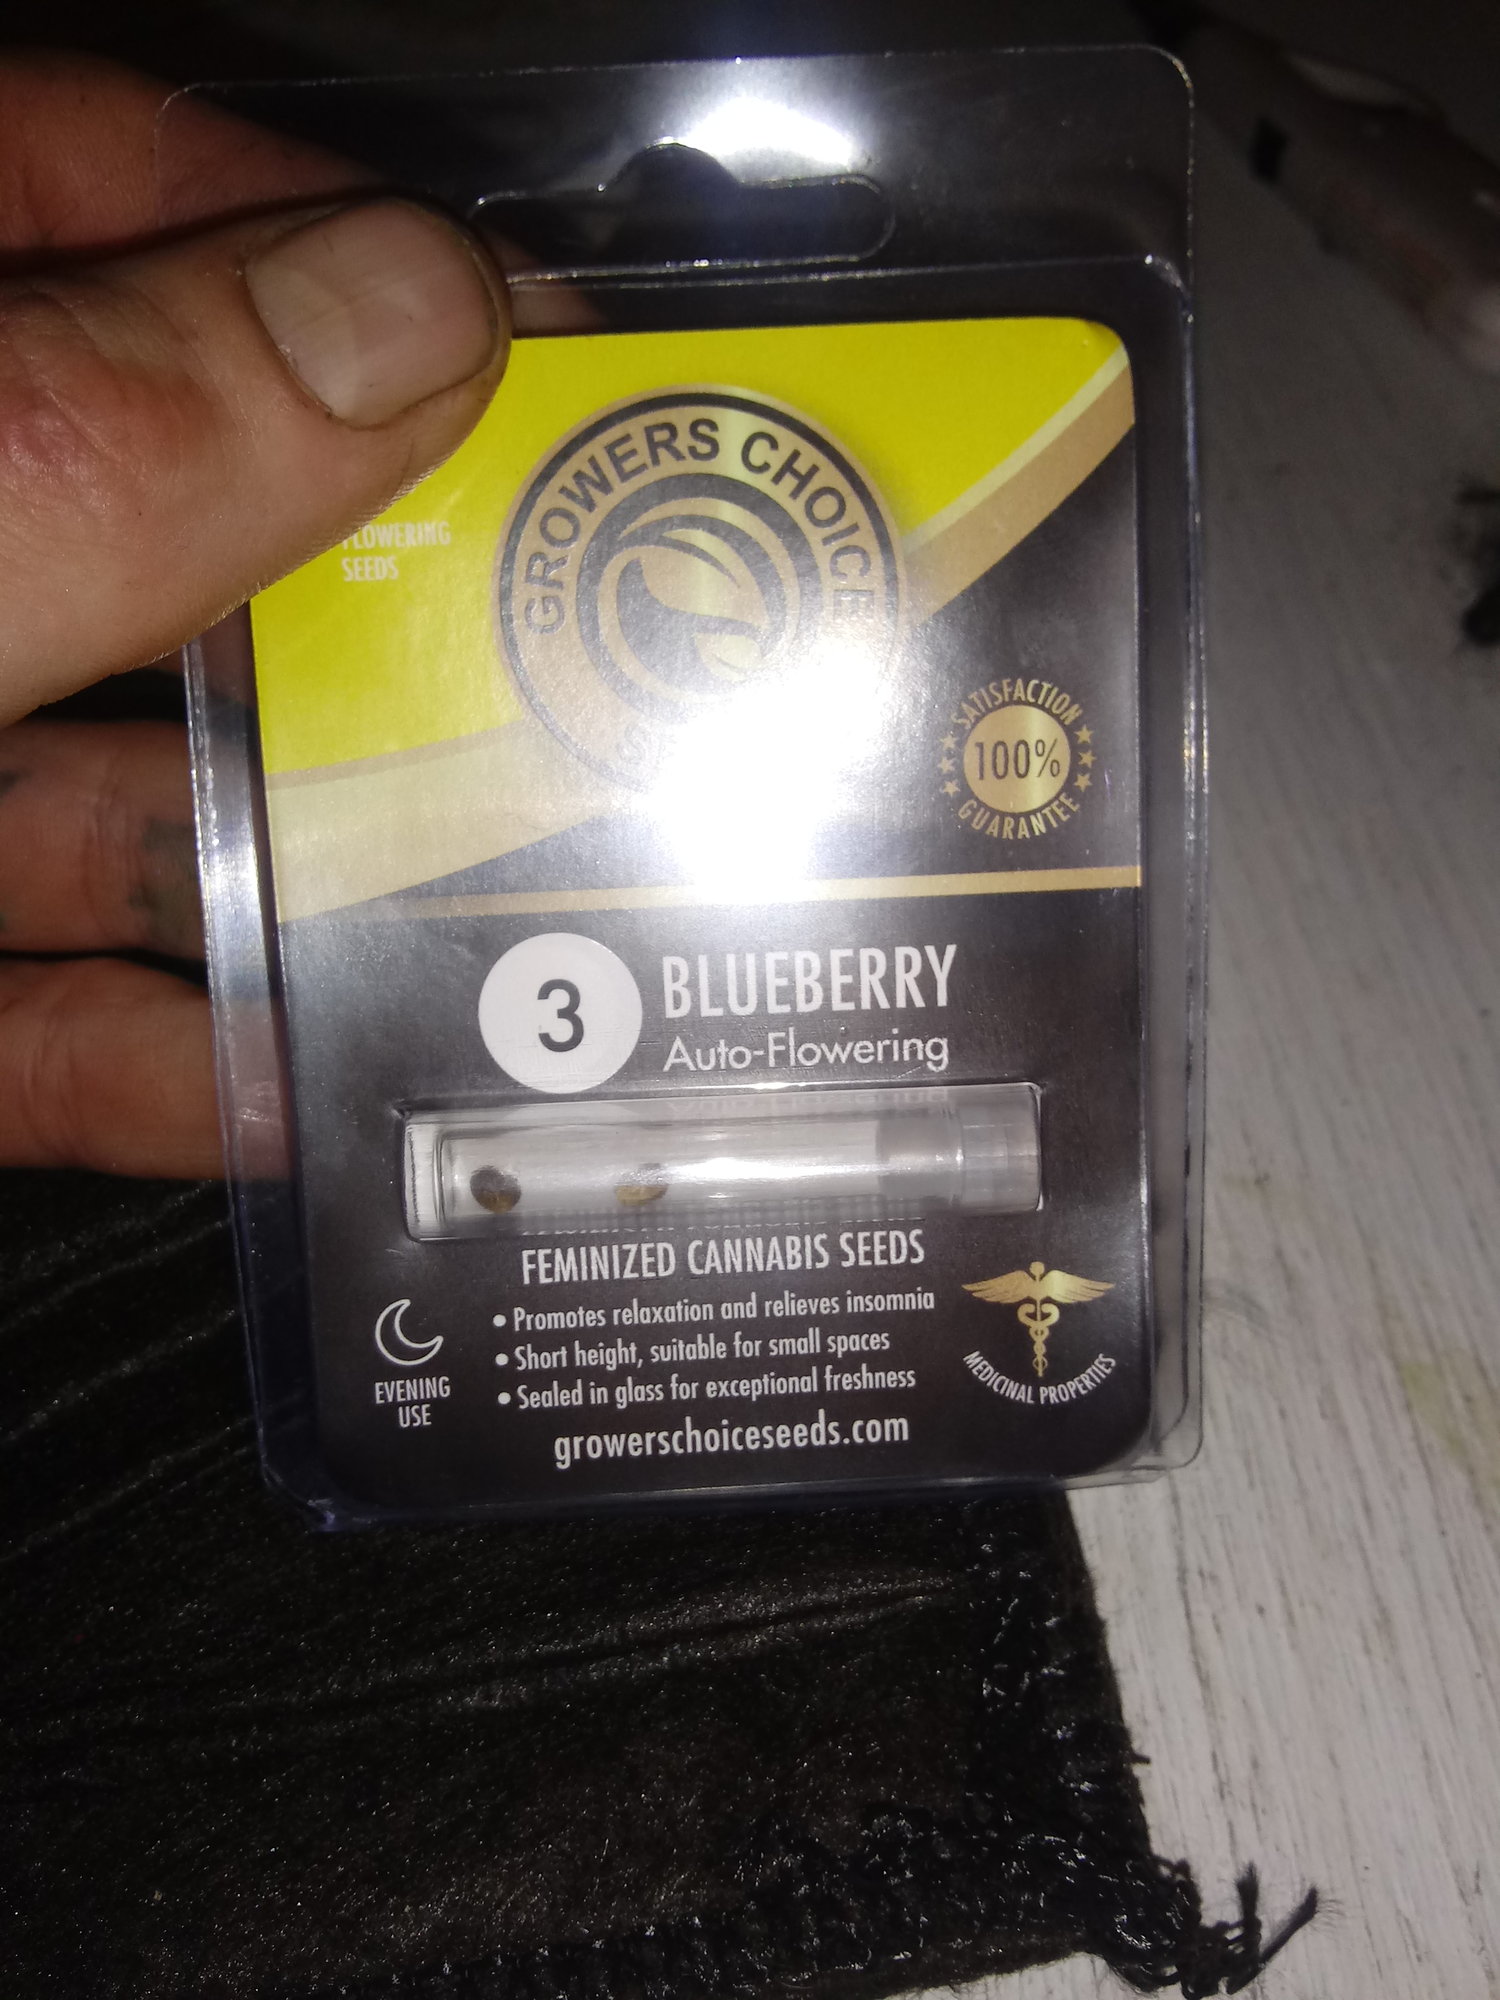 GROWERS CHOICE
FLOWERING
SEEDS
SATISFACTION
100%
GUARANTEE
3
BLUEBERRY
Auto-Flowering
FEMINIZED CANNABIS SEEDS
• Promotes relaxation and relieves insomnia
• Short height, suitable for small spaces
• Sealed in glass for exceptional freshness
EVENING
USE
MEDICINAL PROPERTIES
growerschoiceseeds.com